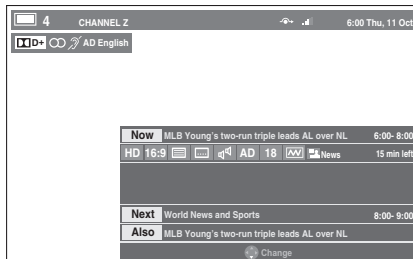 4 CHANNEL Z 6:00 Thu, 11 Oct
D+ AD English
Now MLB Young's two-run triple leads AL over NL 6:00- 8:00
HD 16:9 AD 18 News 15 min left
Next World News and Sports 8:00- 9:00
Also MLB Young's two-run triple leads AL over NL
Change